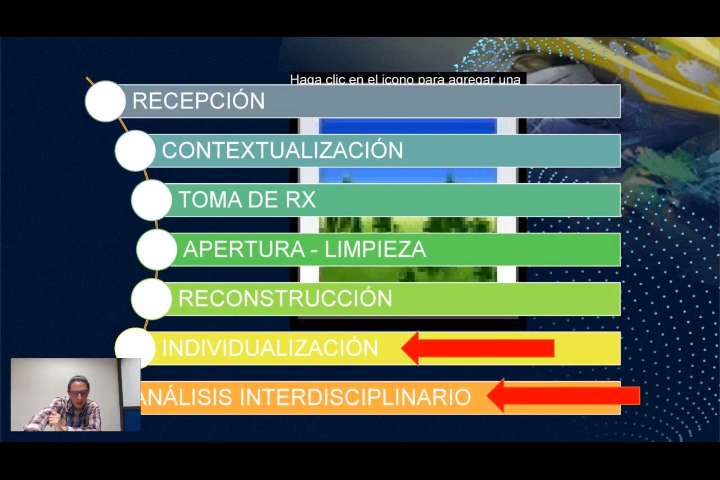 Haga clic en el icono para agregar una
RECEPCIÓN
CONTEXTUALIZACIÓN
TOMA DE RX
APERTURA - LIMPIEZA
RECONSTRUCCIÓN
INDIVIDUALIZACIÓN
ANÁLISIS INTERDISCIPLINARIO